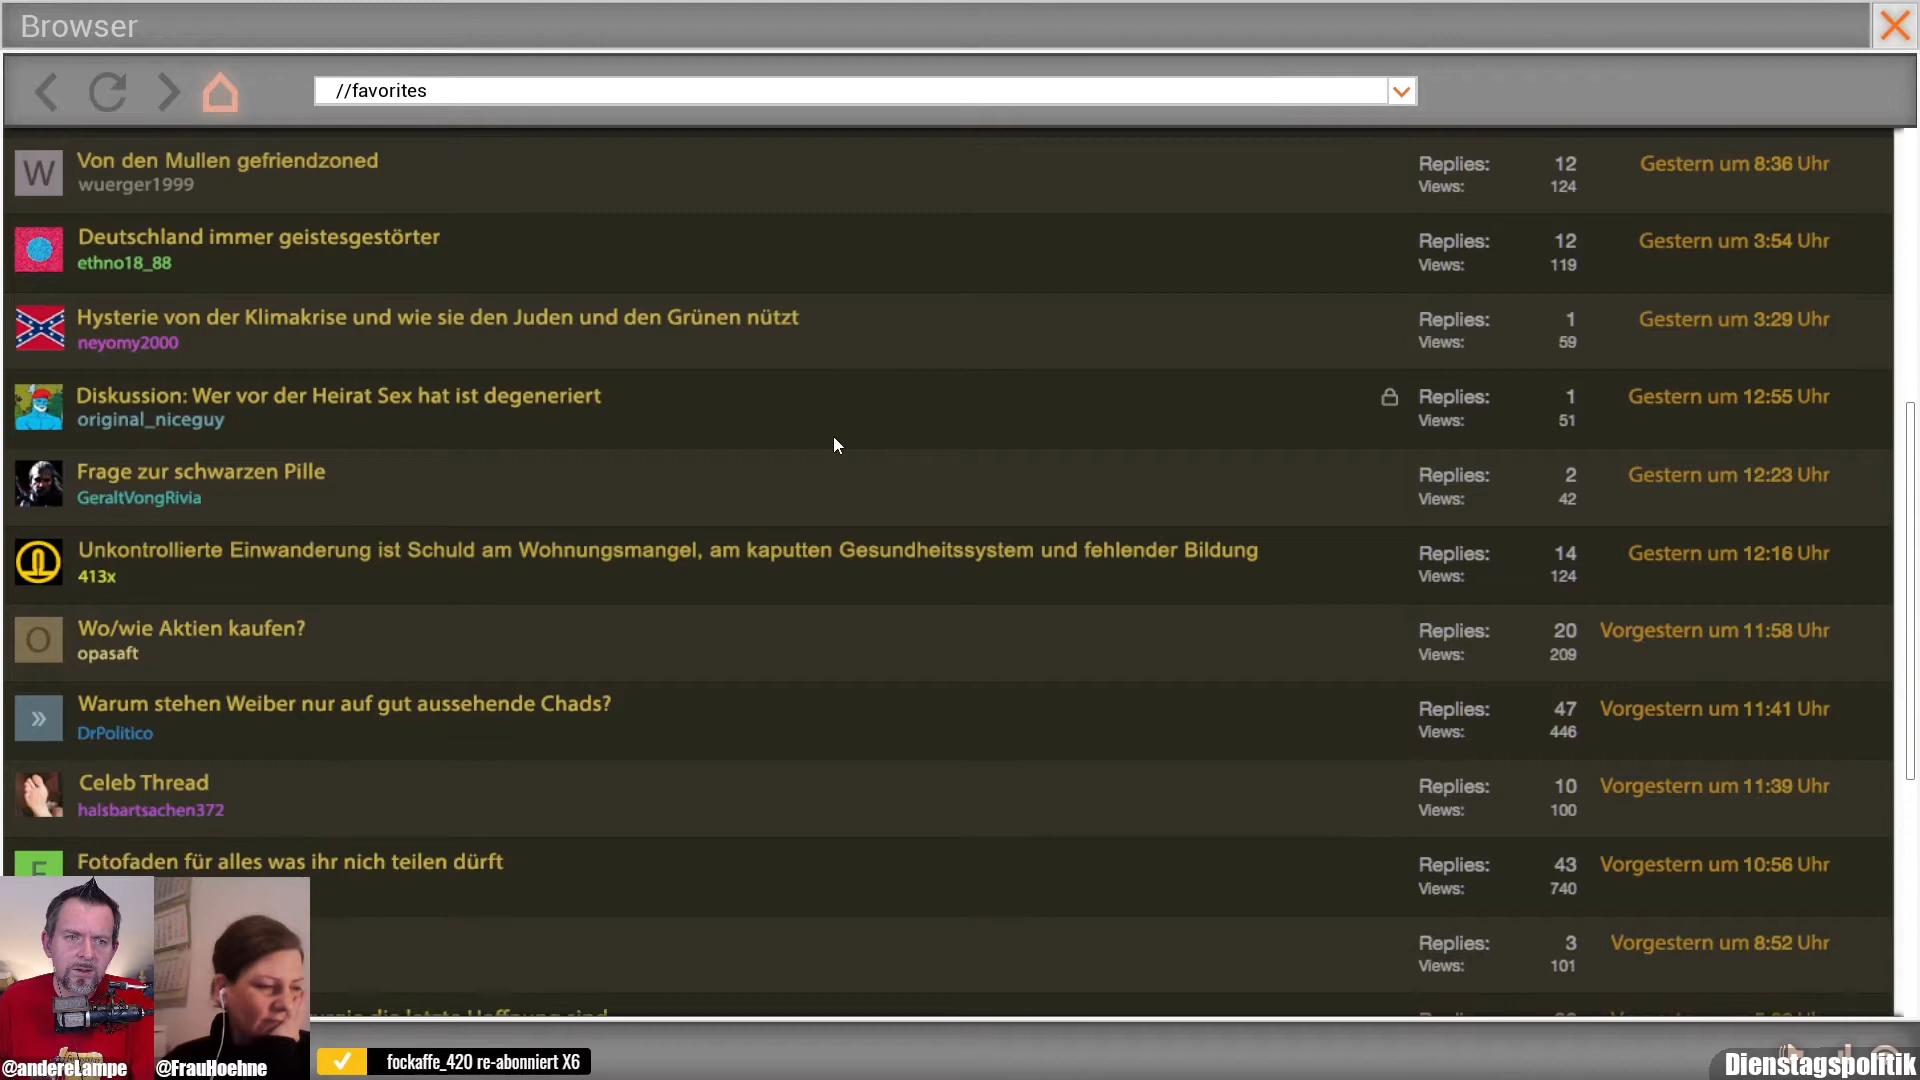 Browser
//favorites
W
Von den Mullen gefriendzoned
wuerger1999
Replies: 12
Views: 124
Gestern um 8:36 Uhr
Deutschland immer geistesgestörter
ethno18_88
Replies: 12
Views: 119
Gestern um 3:54 Uhr
Hysterie von der Klimakrise und wie sie den Juden und den Grünen nützt
neyomy2000
Replies: 1
Views: 59
Gestern um 3:29 Uhr
Diskussion: Wer vor der Heirat Sex hat ist degeneriert
original_niceguy
Replies: 1
Views: 51
Gestern um 12:55 Uhr
Frage zur schwarzen Pille
GeraltVongRivia
Replies: 2
Views: 42
Gestern um 12:23 Uhr
Unkontrollierte Einwanderung ist Schuld am Wohnungsmangel, am kaputten Gesundheitssystem und fehlender Bildung
413x
Replies: 14
Views: 124
Gestern um 12:16 Uhr
O
Wo/wie Aktien kaufen?
opasaft
Replies: 20
Views: 209
Vorgestern um 11:58 Uhr
»
Warum stehen Weiber nur auf gut aussehende Chads?
DrPolitico
Replies: 47
Views: 446
Vorgestern um 11:41 Uhr
Celeb Thread
halsbartsachen372
Replies: 10
Views: 100
Vorgestern um 11:39 Uhr
Fotofaden für alles was ihr nich teilen dürft
Replies: 43
Views: 740
Vorgestern um 10:56 Uhr
Replies: 3
Views: 101
Vorgestern um 8:52 Uhr
die letzte Hoffnung sind
@andereLampe
@FrauHoehne
fockaffe_420 re-abonniert X6
Dienstagspolitik